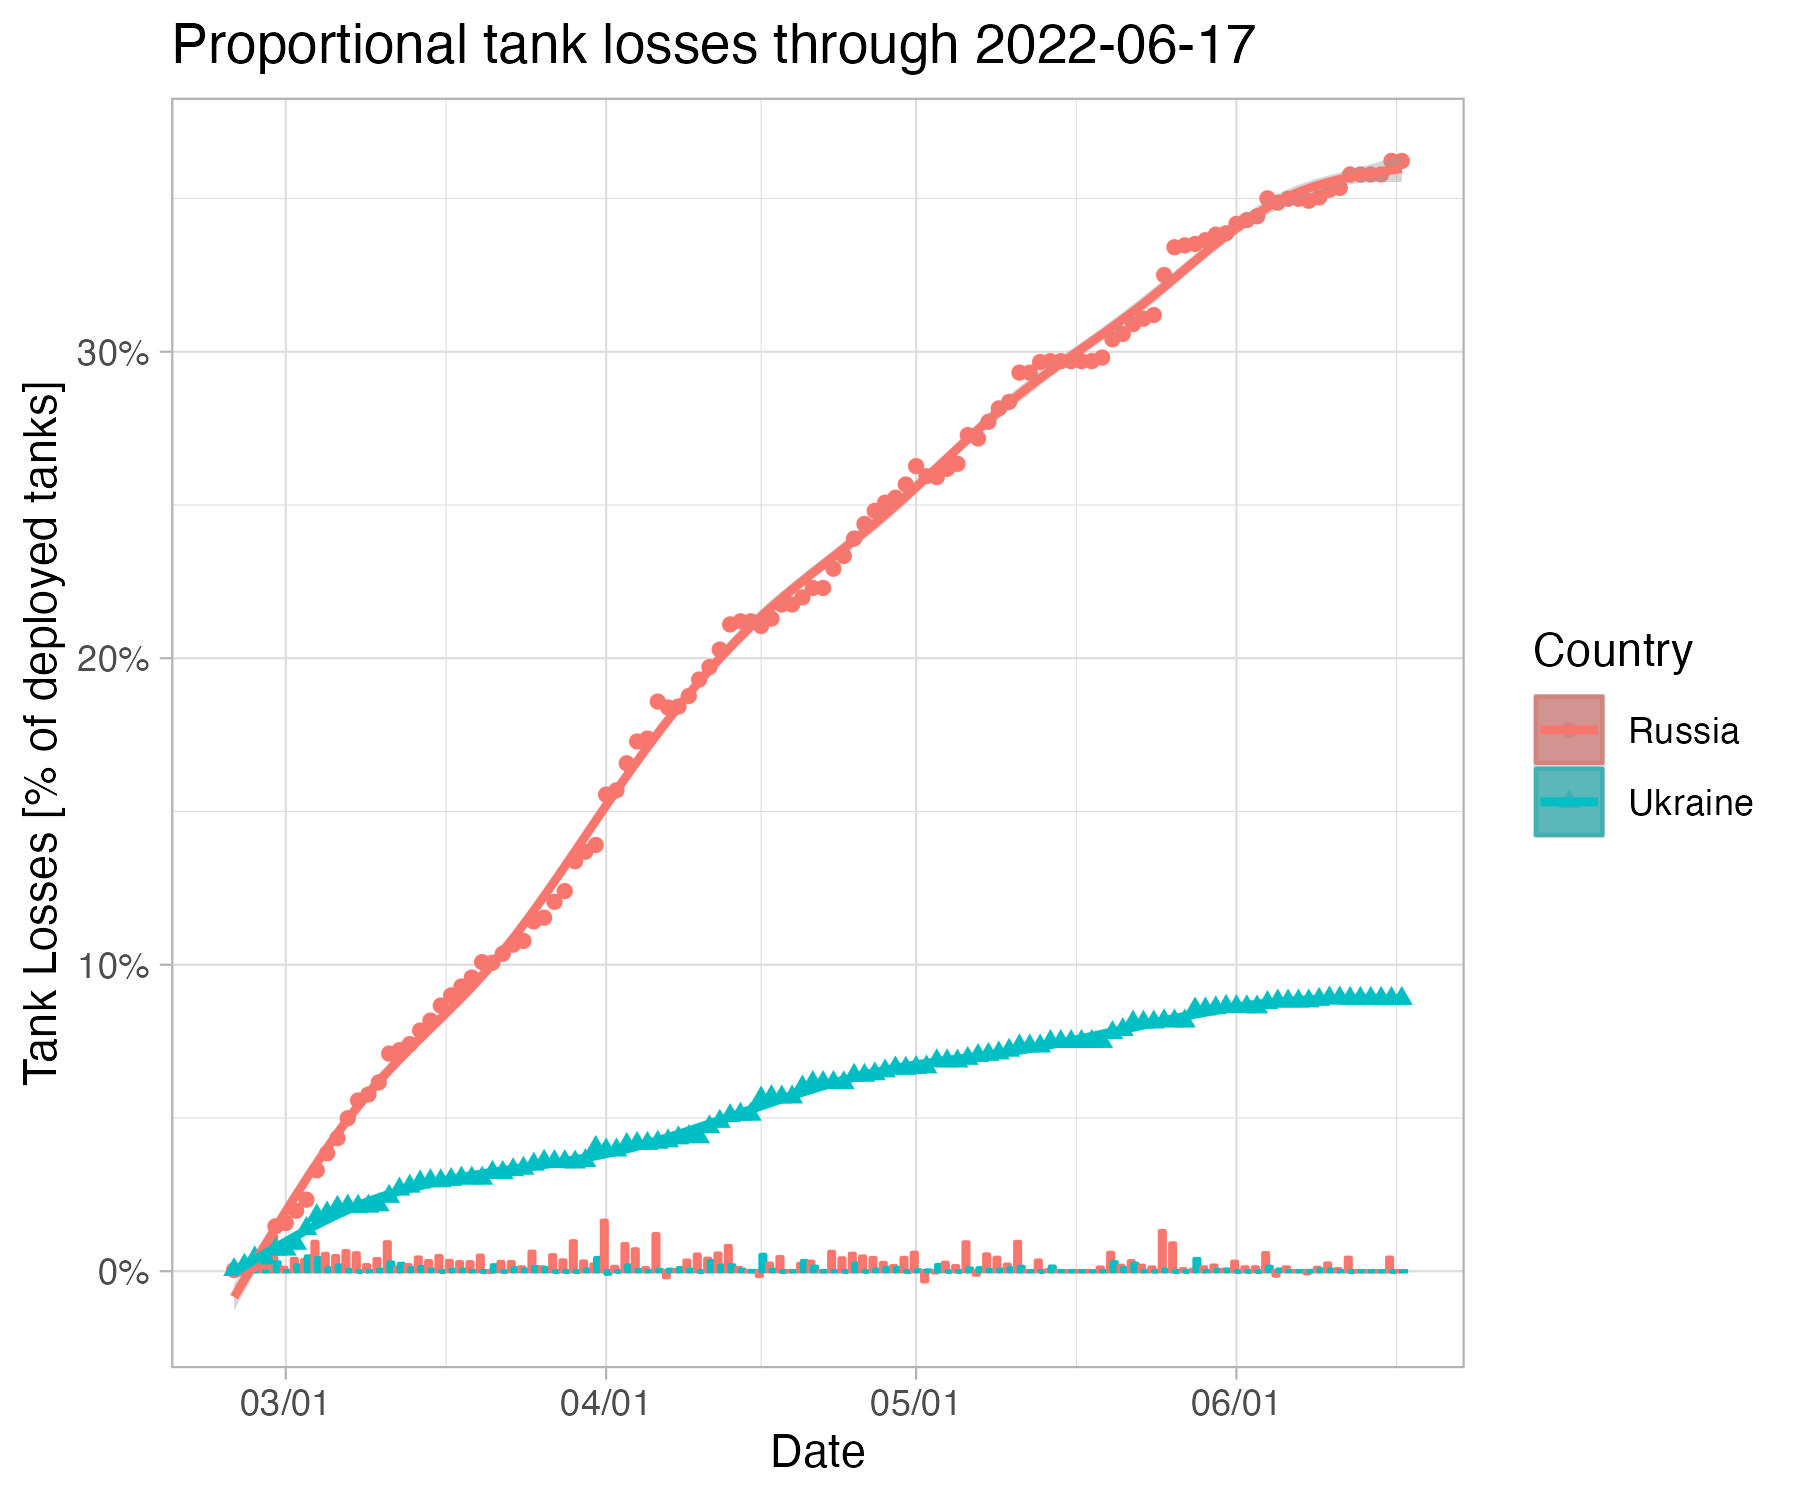 Proportional tank losses through 2022-06-17
Tank Losses [% of deployed tanks]
30%
20%
10%
0%
03/01
04/01
05/01
06/01
Date
Country
Russia
Ukraine